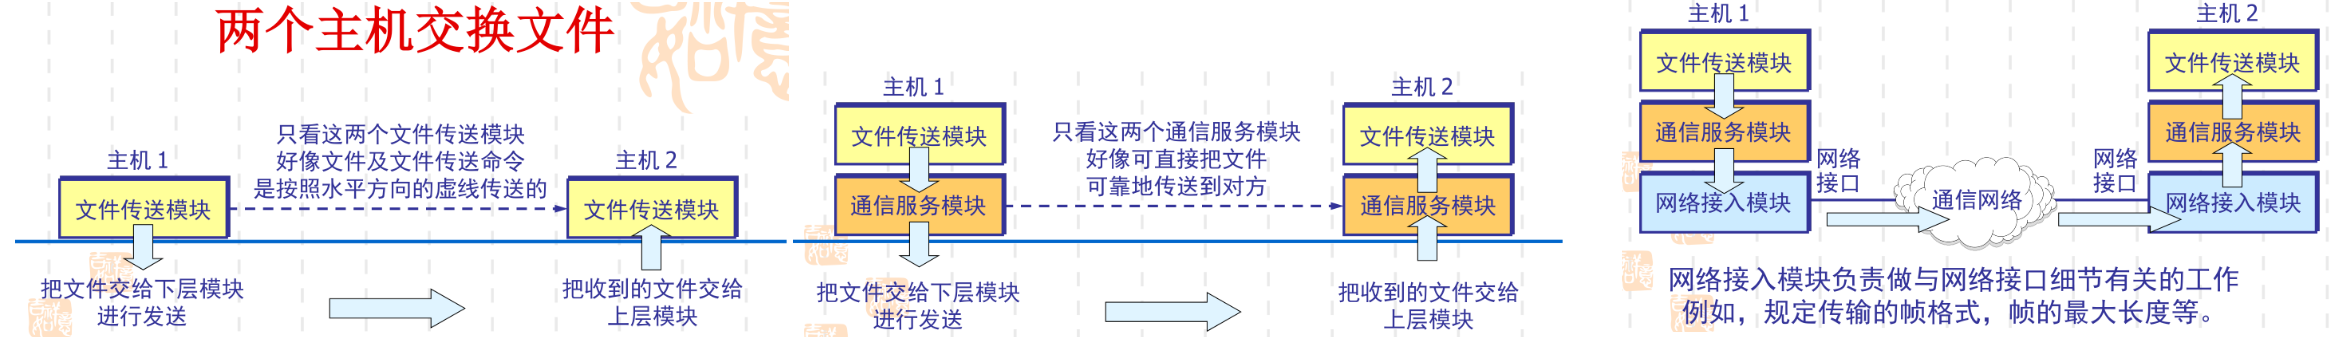 两个主机交换文件
只看这两个文件传送模块
好像文件及文件传送命令
是按照水平方向的虚线传送的
主机 1
主机 2
文件传送模块
文件传送模块
把文件交给下层模块
进行发送
把收到的文件交给
上层模块
主机 1
主机 2
文件传送模块
文件传送模块
只看这两个通信服务模块
好像可直接把文件
可靠地传送到对方
通信服务模块
通信服务模块
把文件交给下层模块
进行发送
把收到的文件交给
上层模块
主机 1
主机 2
文件传送模块
文件传送模块
通信服务模块
通信服务模块
网络
接口
网络
接口
网络接入模块
通信网络
网络接入模块
网络接入模块负责做与网络接口细节有关的工作
例如，规定传输的帧格式，帧的最大长度等。